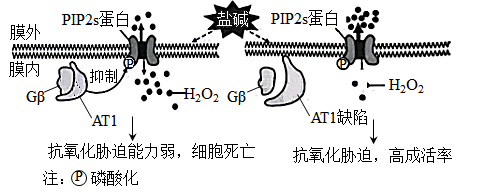 PIP2s蛋白 盐碱 PIP2s蛋白
膜外
膜内
P P
抑制
Gβ H₂O₂ Gβ H₂O₂
AT1 AT1缺陷
抗氧化胁迫能力弱，细胞死亡 抗氧化胁迫，高成活率
注：Ⓟ磷酸化